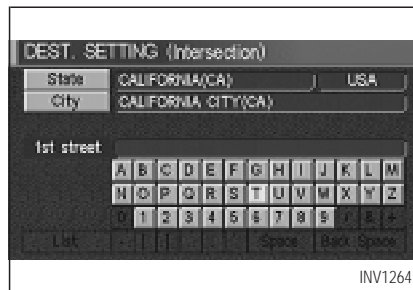 DEST. SETTING (Intersection)
State CALIFORNIA(CA) USA
City CALIFORNIA CITY(CA)
1st street
A B C D E F G H I J K L M
N O P Q R S T U V W X Y Z
0 1 2 3 4 5 6 7 8 9 / & +
List Space Back Space
INV1264